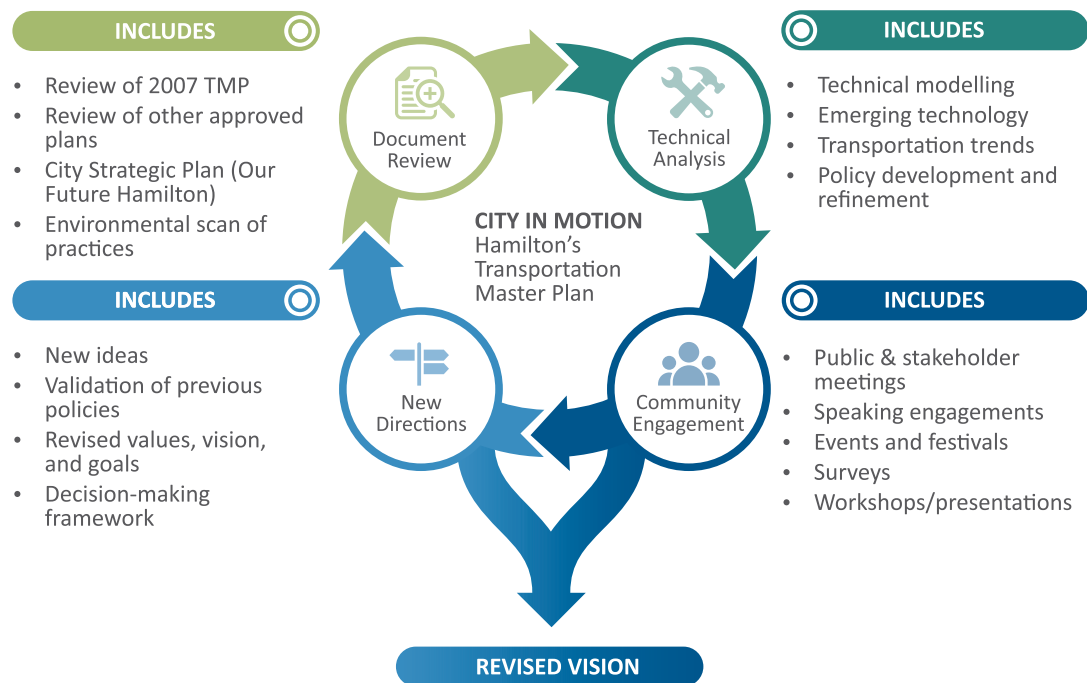 INCLUDES
• Review of 2007 TMP
• Review of other approved
plans
• City Strategic Plan (Our
Future Hamilton)
• Environmental scan of
practices
Document
Review
Technical
Analysis
INCLUDES
• Technical modelling
• Emerging technology
• Transportation trends
• Policy development and
refinement
CITY IN MOTION
Hamilton’s
Transportation
Master Plan
INCLUDES
• New ideas
• Validation of previous
policies
• Revised values, vision,
and goals
• Decision-making
framework
New
Directions
Community
Engagement
INCLUDES
• Public & stakeholder
meetings
• Speaking engagements
• Events and festivals
• Surveys
• Workshops/presentations
REVISED VISION